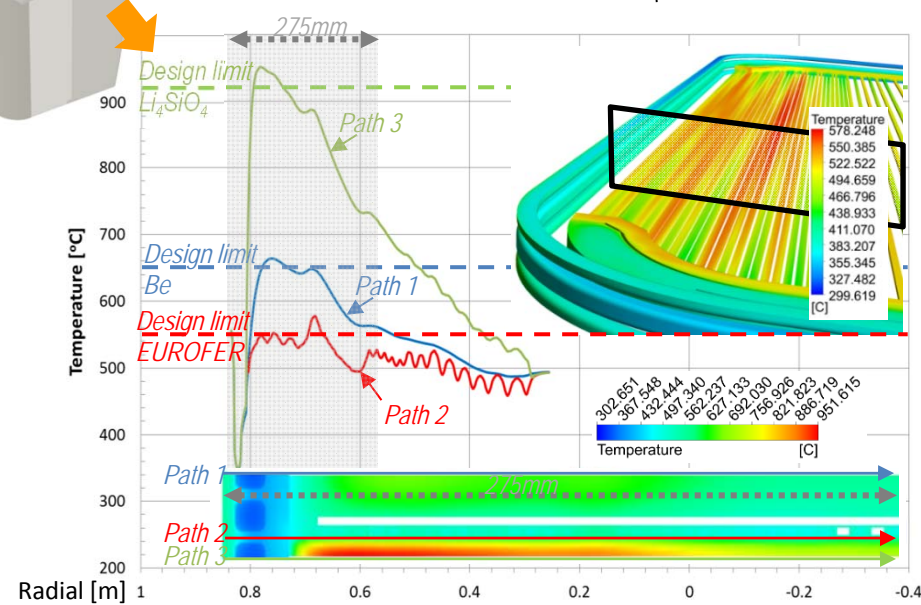 275mm
Design limit
Li4SiO4
Path 3
Design limit
Be
Path 1
Design limit
EUROFER
Path 2
Temperature [ºC]
900
800
700
600
500
400
300
200
Temperature
578.248
550.385
522.522
494.659
466.796
438.933
411.070
383.207
355.345
327.482
299.619
[C]
302.651
367.548
432.444
497.340
562.237
627.133
692.030
756.926
821.823
886.719
951.615
Temperature [C]
Path 1
275mm
Path 2
Path 3
Radial [m] 1 0.8 0.6 0.4 0.2 0 -0.2 -0.4